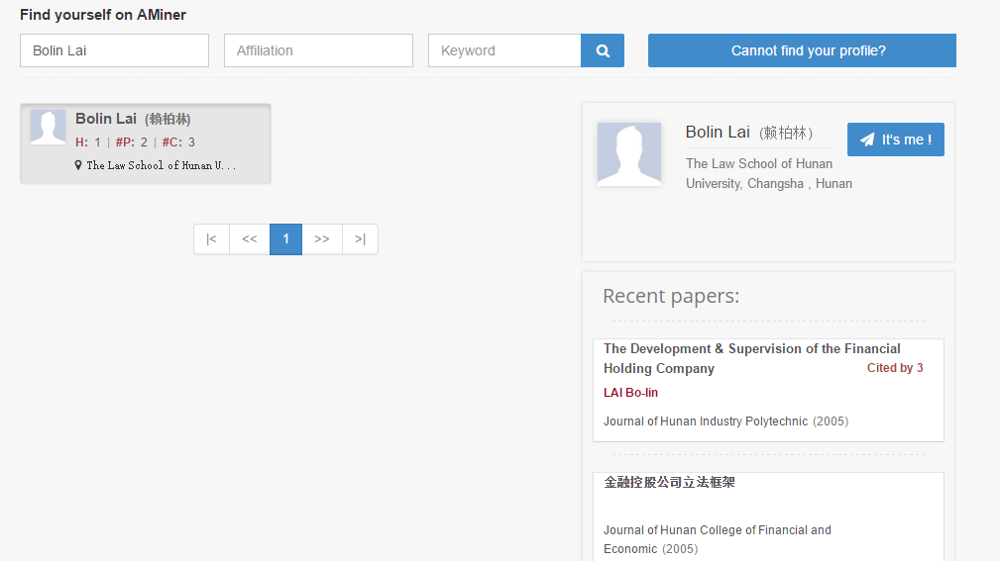 Find yourself on AMiner
Bolin Lai
Affiliation
Keyword
Cannot find your profile?
Bolin Lai (赖柏林)
H: 1 | #P: 2 | #C: 3
The Law School of Hunan U...
|<
<<
1
>>
>|
Bolin Lai (赖柏林)
It's me !
The Law School of Hunan
University, Changsha , Hunan
Recent papers:
The Development & Supervision of the Financial
Holding Company
Cited by 3
LAI Bo-lin
Journal of Hunan Industry Polytechnic (2005)
金融控股公司立法框架
Journal of Hunan College of Financial and
Economic (2005)